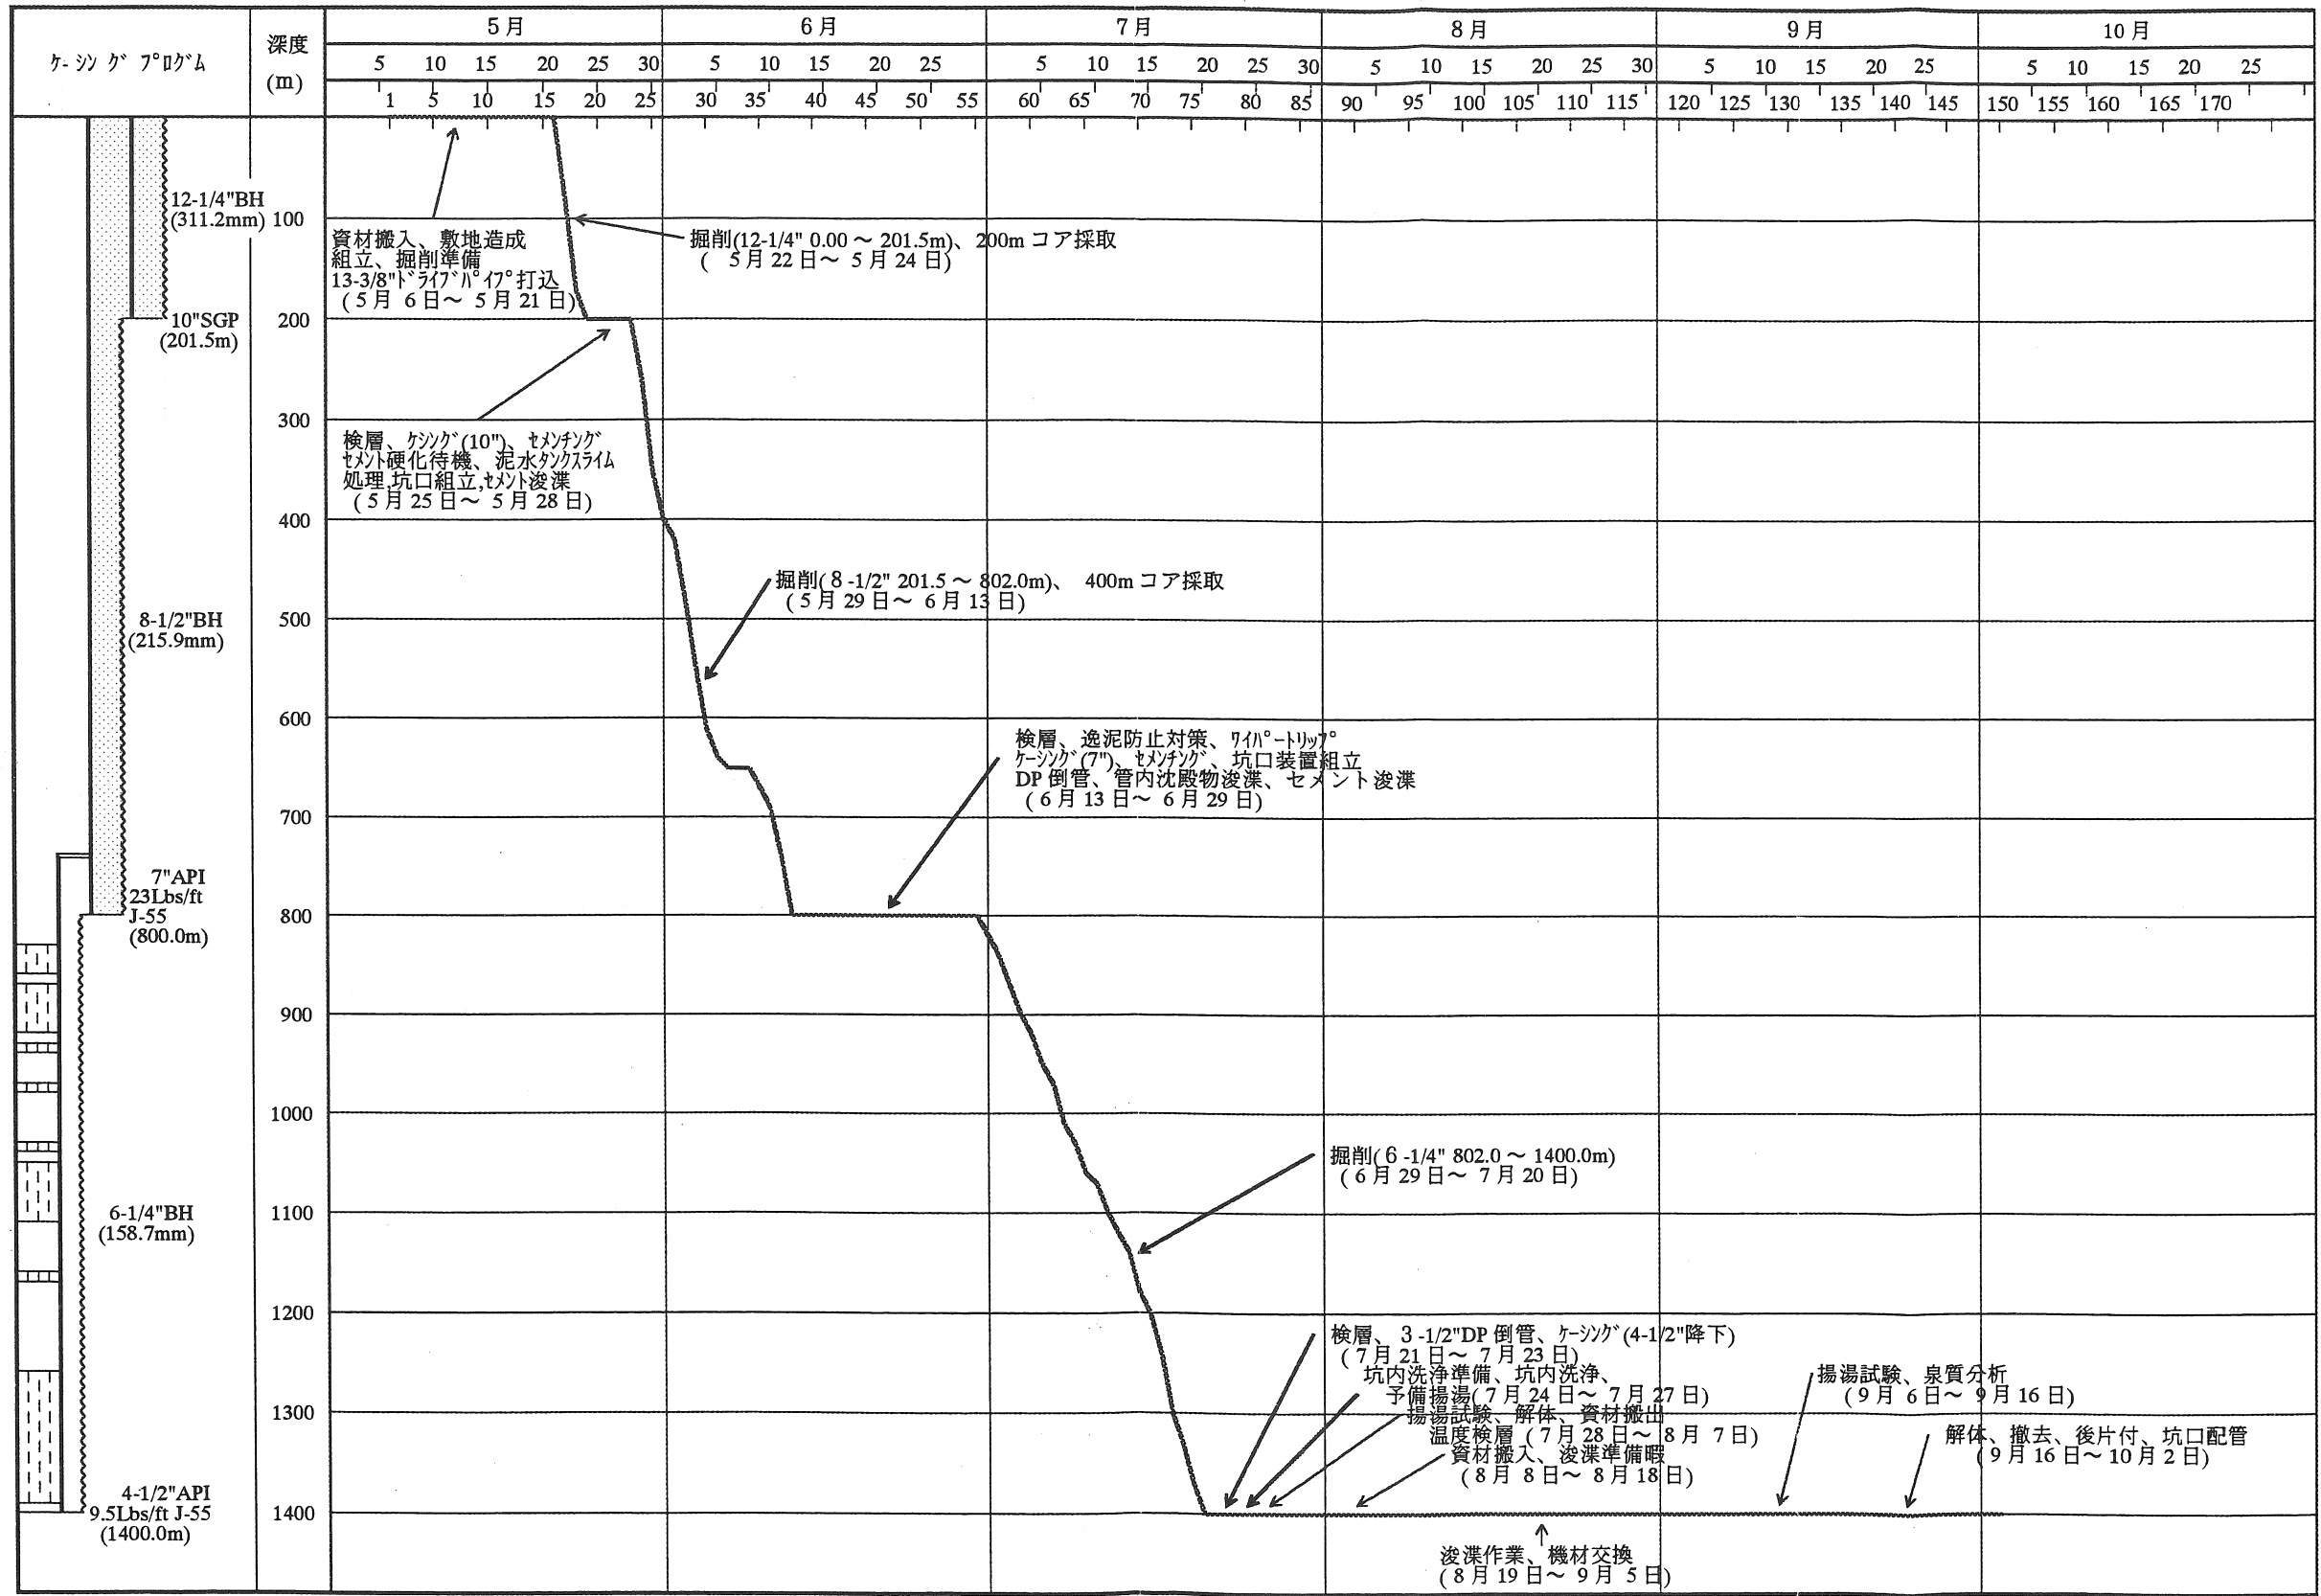 ｹ-ｼﾝｸﾞ ﾌﾟﾛｸﾞﾑ
深度
(m)
5月 6月 7月 8月 9月 10月
5 10 15 20 25 30 5 10 15 20 25 5 10 15 20 25 30 5 10 15 20 25 30 5 10 15 20 25 5 10 15 20 25
1 5 10 15 20 25 30 35 40 45 50 55 60 65 70 75 80 85 90 95 100 105 110 115 120 125 130 135 140 145 150 155 160 165 170
12-1/4"BH
(311.2mm)
100
資材搬入、敷地造成
組立、掘削準備
13-3/8"ﾄﾞﾗｲﾌﾞﾊﾟｲﾌﾟ打込
(5月 6日～ 5月 21日)
掘削(12-1/4" 0.00 ～ 201.5m)、200m コア採取
( 5月 22日～ 5月 24日)
10"SGP
(201.5m)
200
300
検層、ｹｼﾝｸﾞ(10")、ｾﾒﾝﾁﾝｸﾞ
ｾﾒﾝﾄ硬化待機、泥水ﾀﾝｸｽﾗｲﾑ
処理,坑口組立,ｾﾒﾝﾄ浚渫
(5月 25日～ 5月 28日)
400
掘削(8-1/2" 201.5 ～ 802.0m)、 400m コア採取
(5月 29日～ 6月 13日)
500
8-1/2"BH
(215.9mm)
600
検層、逸泥防止対策、ﾜｲﾊﾟｰﾄﾘｯﾌﾟ
ｹｰｼﾝｸﾞ(7")、ｾﾒﾝﾁﾝｸﾞ、坑口装置組立
DP 倒管、管内沈殿物浚渫、セメント浚渫
(6月 13日～ 6月 29日)
700
7"API
23Lbs/ft
J-55
(800.0m)
800
900
1000
掘削(6-1/4" 802.0 ～ 1400.0m)
(6月 29日～ 7月 20日)
1100
6-1/4"BH
(158.7mm)
1200
検層、3-1/2"DP 倒管、ｹｰｼﾝｸﾞ(4-1/2"降下)
(7月 21日～ 7月 23日)
坑内洗浄準備、坑内洗浄、
予備揚湯(7月 24日～ 7月 27日)
揚湯試験、解体、資材搬出
温度検層 (7月 28日～ 8月 7日)
資材搬入、浚渫準備暇
(8月 8日～ 8月 18日)
揚湯試験、泉質分析
(9月 6日～ 9月 16日)
解体、撤去、後片付、坑口配管
(9月 16日～ 10月 2日)
1300
4-1/2"API
9.5Lbs/ft J-55
(1400.0m)
1400
浚渫作業、機材交換
(8月 19日～ 9月 5日)